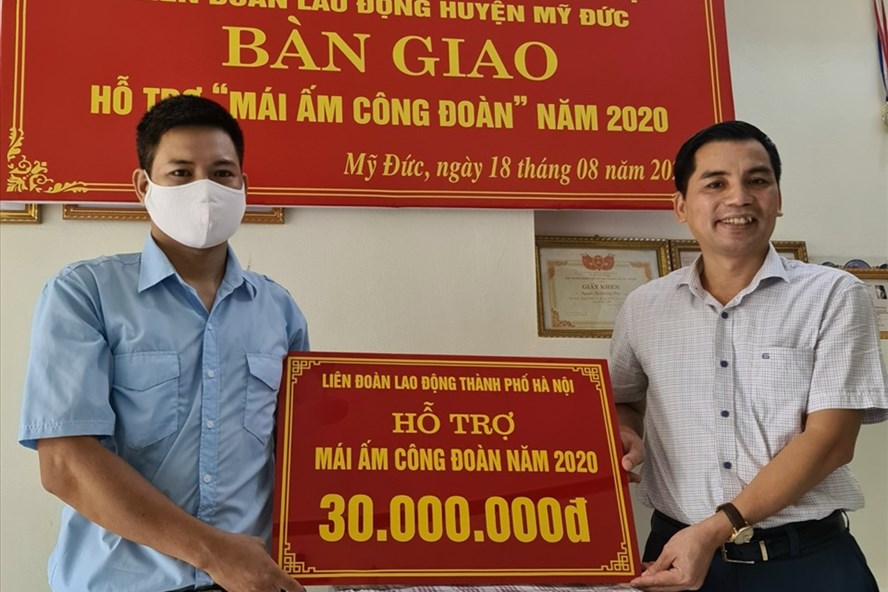 LIÊN ĐOÀN LAO ĐỘNG HUYỆN MỸ ĐỨC
BÀN GIAO
HỖ TRỢ “MÁI ẤM CÔNG ĐOÀN” NĂM 2020
Mỹ Đức, ngày 18 tháng 08 năm
GIẤY KHEN
LIÊN ĐOÀN LAO ĐỘNG THÀNH PHỐ HÀ NỘI
HỖ TRỢ
MÁI ẤM CÔNG ĐOÀN NĂM 2020
30.000.000đ